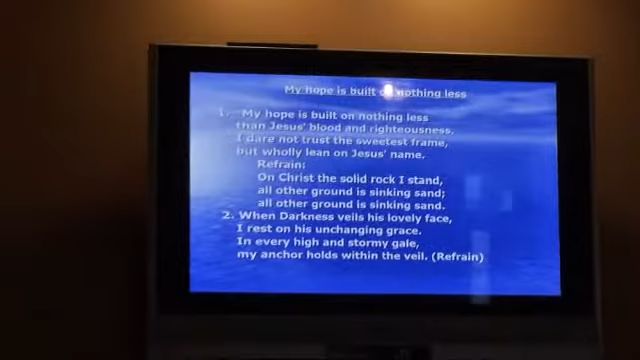 My hope is built on nothing less
1. My hope is built on nothing less
than Jesus' blood and righteousness.
I dare not trust the sweetest frame,
but wholly lean on Jesus' name.
Refrain:
On Christ the solid rock I stand,
all other ground is sinking sand;
all other ground is sinking sand.
2. When Darkness veils his lovely face,
I rest on his unchanging grace.
In every high and stormy gale,
my anchor holds within the veil. (Refrain)